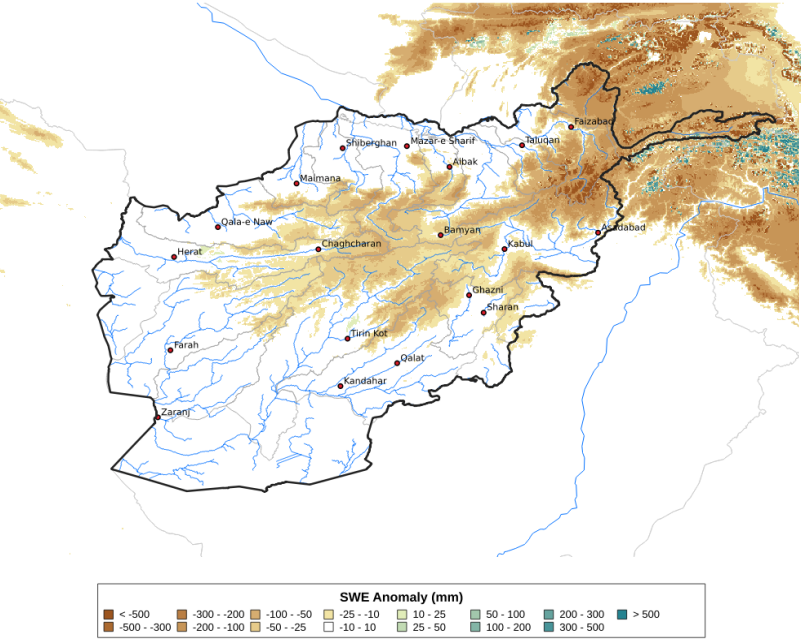 Faizabad
Shiberghan
Mazar-e Sharif
Taluqan
Aibak
Maimana
Qala-e Naw
Asadabad
Bamyan
Chaghcharan
Kabul
Herat
Ghazni
Sharan
Tirin Kot
Farah
Qalat
Kandahar
Zaranj
SWE Anomaly (mm)
< -500 -300 - -200 -100 - -50 -25 - -10 10 - 25 50 - 100 200 - 300 > 500
-500 - -300 -200 - -100 -50 - -25 -10 - 10 25 - 50 100 - 200 300 - 500